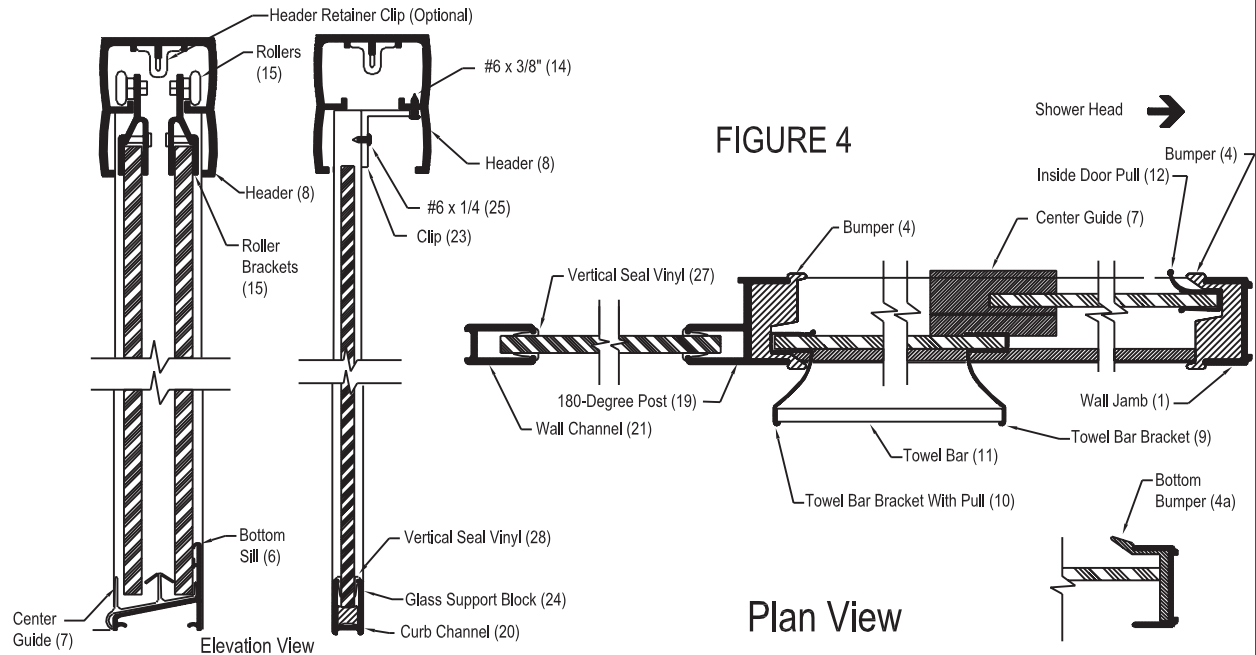 Header Retainer Clip (Optional)
Rollers
(15)
#6 x 3/8" (14)
Header (8)
Header (8)
#6 x 1/4 (25)
Clip (23)
Roller
Brackets
(15)
Bottom
Sill (6)
Vertical Seal Vinyl (28)
Glass Support Block (24)
Curb Channel (20)
Center
Guide (7)
Elevation View
FIGURE 4
Shower Head
Bumper (4)
Inside Door Pull (12)
Center Guide (7)
Bumper (4)
Vertical Seal Vinyl (27)
180-Degree Post (19)
Wall Channel (21)
Wall Jamb (1)
Towel Bar Bracket (9)
Towel Bar (11)
Towel Bar Bracket With Pull (10)
Bottom
Bumper (4a)
Plan View